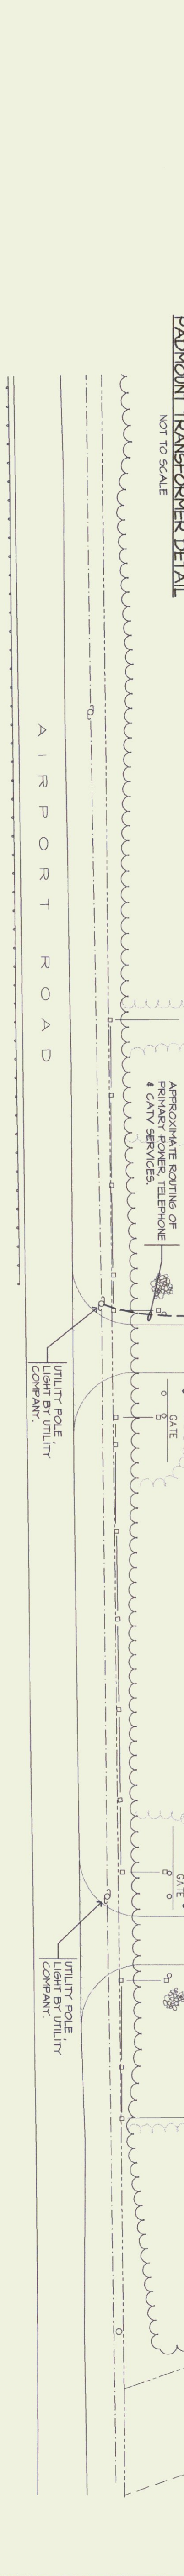 PADMOUNT TRANSFORMER DETAIL
NOT TO SCALE
AIRPORT ROAD
APPROXIMATE ROUTING OF
PRIMARY POWER, TELEPHONE
& CATV SERVICES.
GATE
UTILITY POLE,
LIGHT BY UTILITY
COMPANY.
GATE
UTILITY POLE,
LIGHT BY UTILITY
COMPANY.